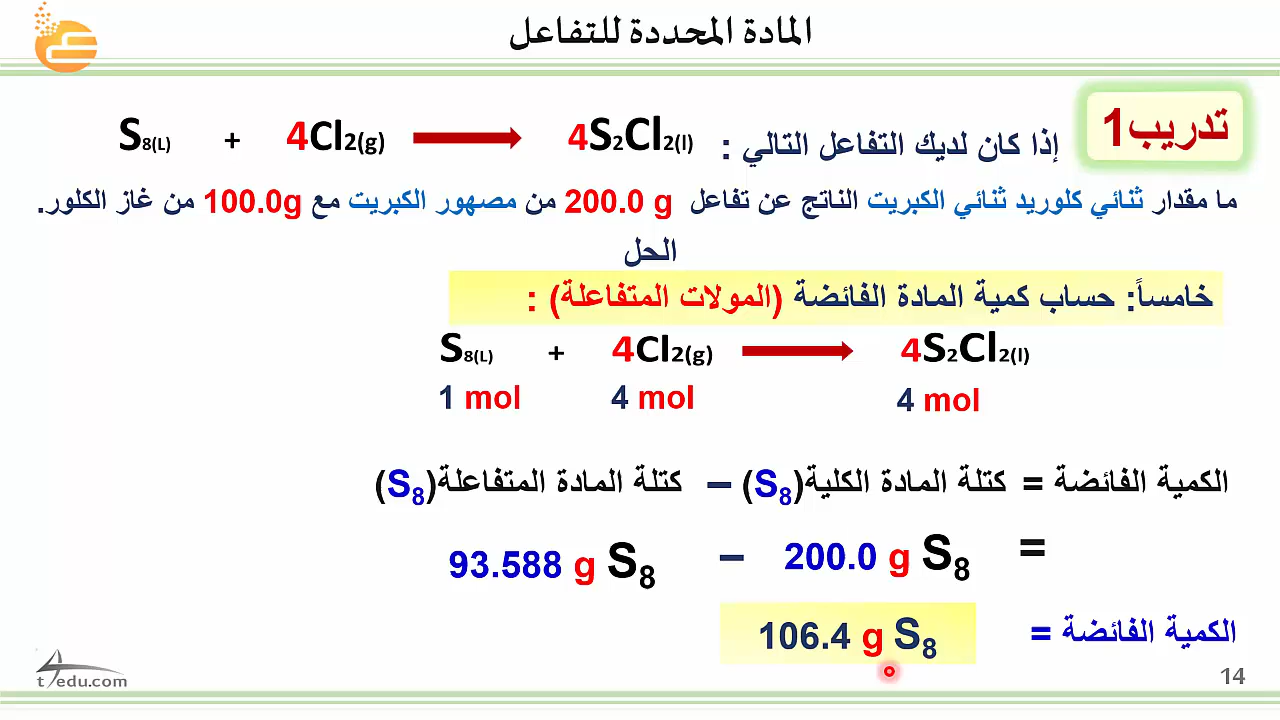 المادة المحددة للتفاعل
تدريب1
إذا كان لديك التفاعل التالي :
S8(L) + 4Cl2(g) 4S2Cl2(l)
ما مقدار ثنائي كلوريد ثنائي الكبريت الناتج عن تفاعل 200.0 g من مصهور الكبريت مع 100.0g من غاز الكلور.
الحل
خامساً: حساب كمية المادة الفائضة (المولات المتفاعلة) :
S8(L) + 4Cl2(g) 4S2Cl2(l)
1 mol 4 mol 4 mol
الكمية الفائضة = كتلة المادة الكلية(S8) – كتلة المادة المتفاعلة(S8)
= 200.0 g S8 – 93.588 g S8
الكمية الفائضة = 106.4 g S8
t4edu.com
14